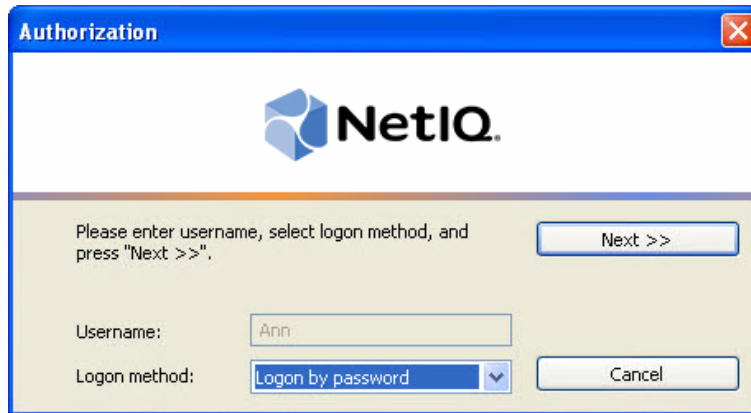 Authorization
NetIQ.
Please enter username, select logon method, and
press "Next >>".
Next >>
Username:
Ann
Logon method:
Logon by password
Cancel